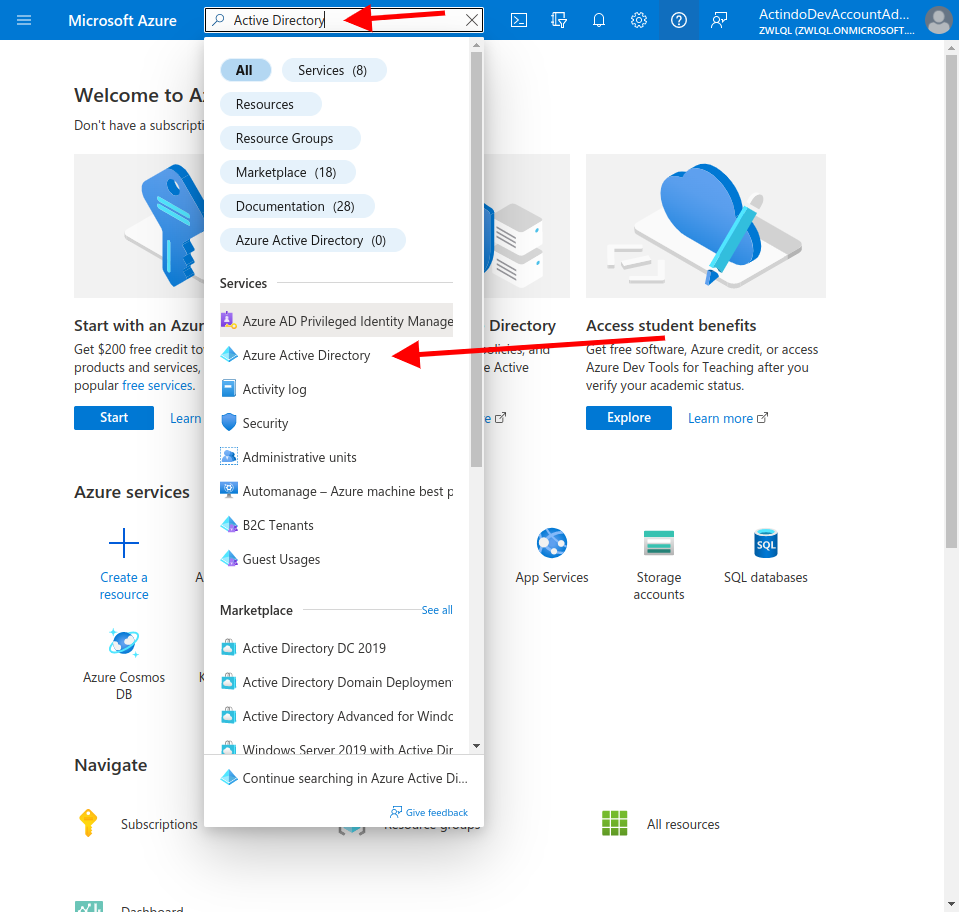 Microsoft Azure
Active Directory
ActindoDevAccountAd...
ZWLQL (ZWLQL.ONMICROSOFT....
All
Services (8)
Resources
Resource Groups
Marketplace (18)
Documentation (28)
Azure Active Directory (0)
Services
Azure AD Privileged Identity Manage
Azure Active Directory
Activity log
Security
Administrative units
Automanage – Azure machine best p
B2C Tenants
Guest Usages
Marketplace See all
Active Directory DC 2019
Active Directory Domain Deploymen
Active Directory Advanced for Windo
Windows Server 2019 with Active Dir
Continue searching in Azure Active Di...
Give feedback
Welcome to A
Don't have a subscripti
Start with an Azur
Get $200 free credit to
products and services,
popular free services.
Start Learn
Directory
policies, and
e Active
e
Access student benefits
Get free software, Azure credit, or access
Azure Dev Tools for Teaching after you
verify your academic status.
Explore Learn more
Azure services
Create a
resource
A
App Services
Storage
accounts
SQL
SQL databases
Azure Cosmos
DB
K
Navigate
Subscriptions
Resource groups
All resources
Dashboard